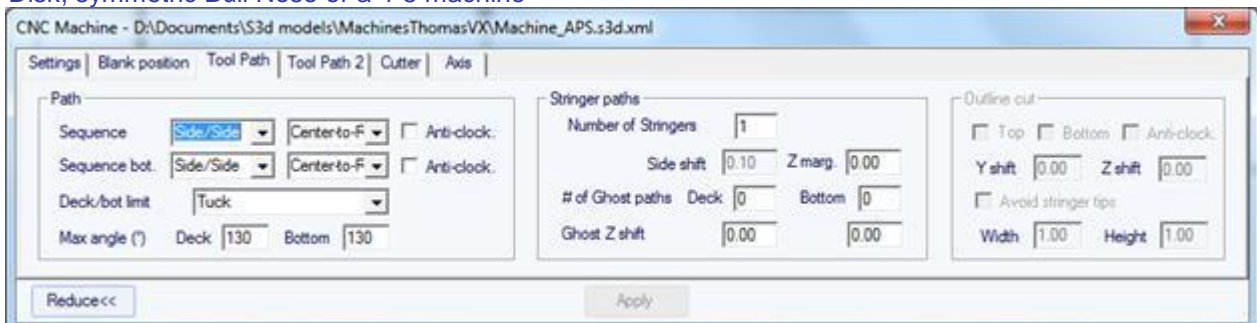 Disk, symmetric Bull Nose of a 4-5 machine
CNC Machine - D:\Documents\S3d models\MachinesThomasVX\Machine_APS.s3d.xml
Settings Blank position Tool Path Tool Path 2 Cutter Axis
Path Stringer paths Outline cut
Sequence Side/Side Center-to-F Anti-clock. Number of Stringers 1 Top Bottom Anti-clock.
Sequence bot. Side/Side Center-to-F Anti-clock. Side shift 0.10 Z marg. 0.00 Y shift 0.00 Z shift 0.00
Deck/bot limit Tuck # of Ghost paths Deck 0 Bottom 0 Avoid stringer tips
Max angle (°) Deck 130 Bottom 130 Ghost Z shift 0.00 0.00 Width 1.00 Height 1.00
Reduce<< Apply